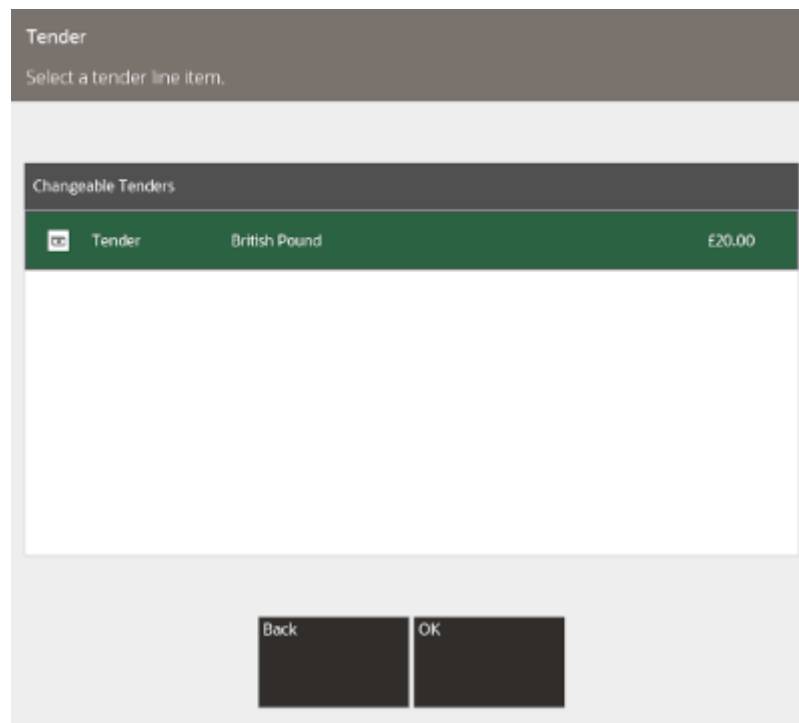 Tender
Select a tender line item.
Changeable Tenders
Tender British Pound £20.00
Back OK